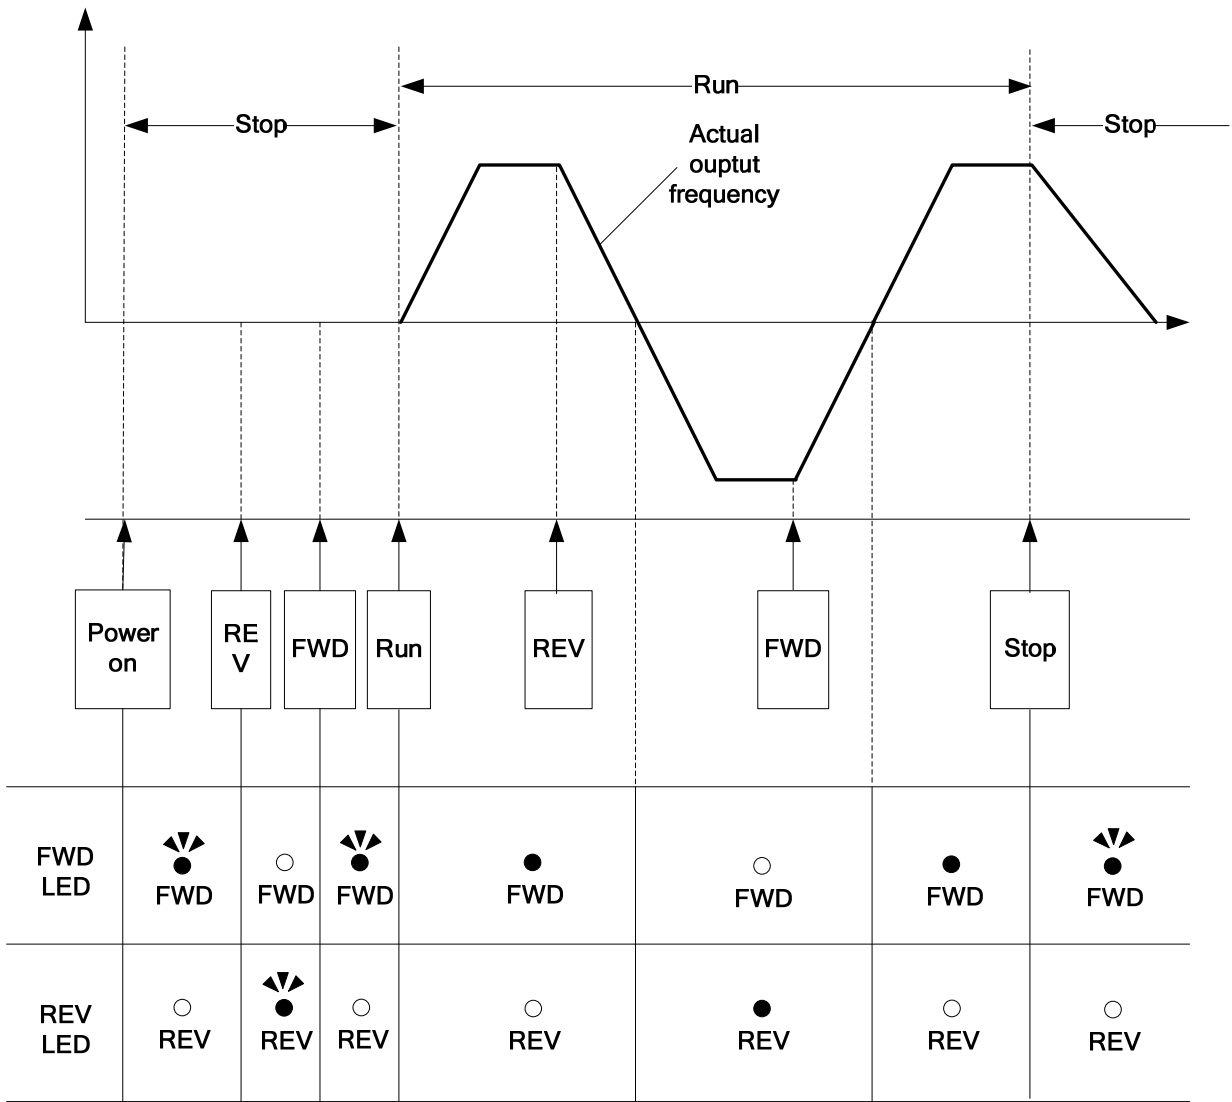 Run
Stop
Stop
Actual
ouptut
frequency
Power
on
RE
V
FWD
Run
REV
FWD
Stop
FWD
LED
FWD
FWD
FWD
FWD
FWD
FWD
FWD
REV
LED
REV
REV
REV
REV
REV
REV
REV